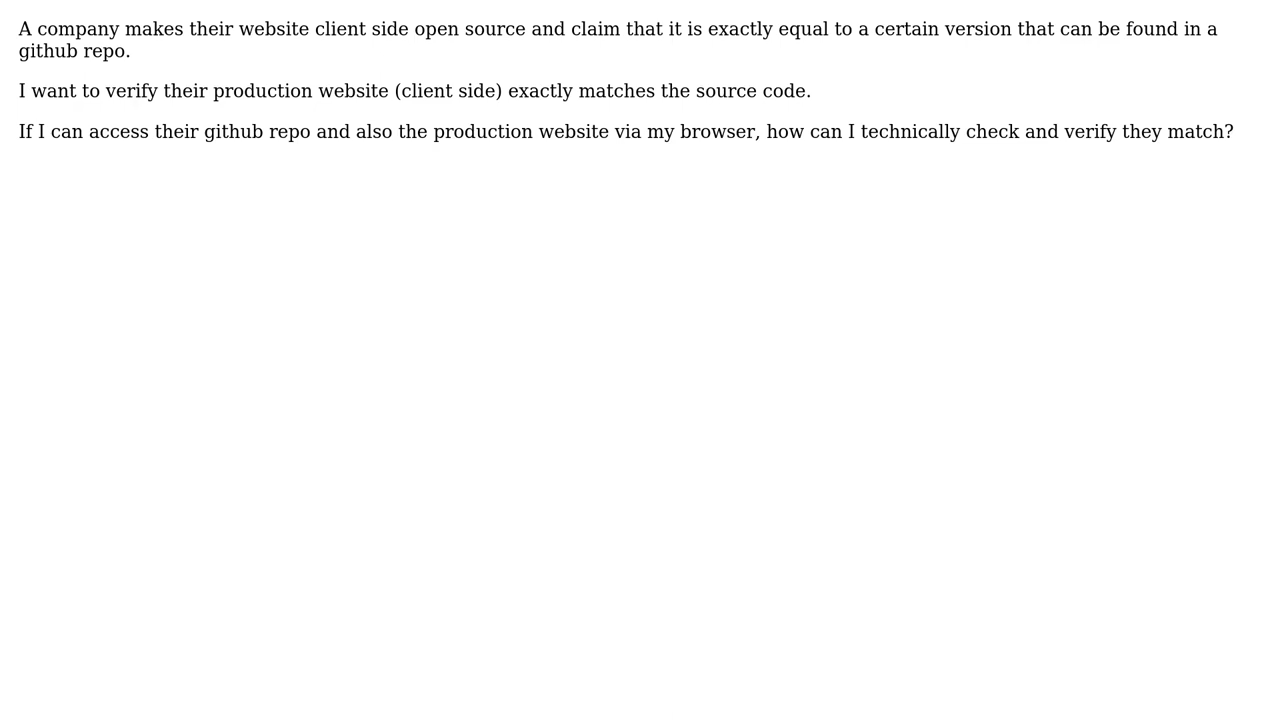 A company makes their website client side open source and claim that it is exactly equal to a certain version that can be found in a
github repo.
I want to verify their production website (client side) exactly matches the source code.
If I can access their github repo and also the production website via my browser, how can I technically check and verify they match?